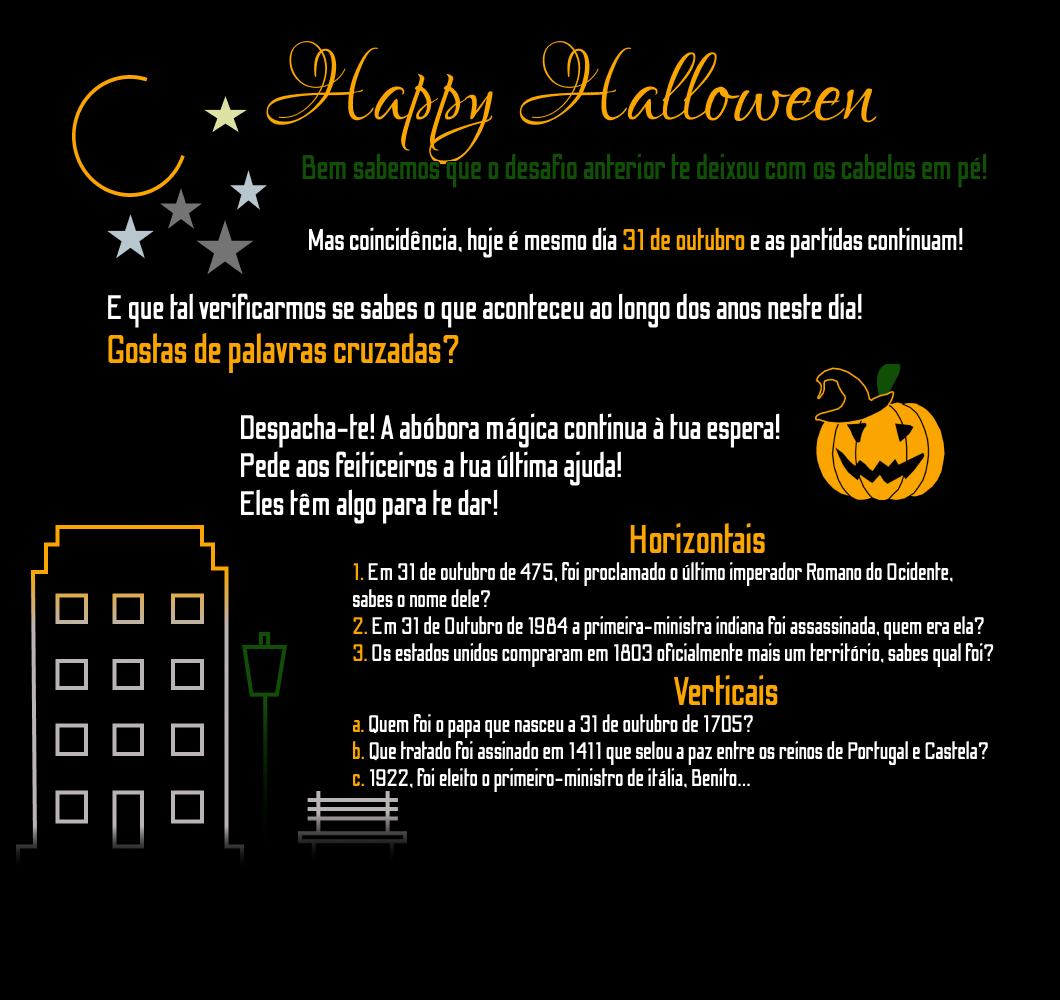 Happy Halloween
Bem sabemos que o desafio anterior te deixou com os cabelos em pé!
Mas coincidência, hoje é mesmo dia 31 de outubro e as partidas continuam!
E que tal verificarmos se sabes o que aconteceu ao longo dos anos neste dia!
Gostas de palavras cruzadas?
Despacha-te! A abóbora mágica continua à tua espera!
Pede aos feiticeiros a tua última ajuda!
Eles têm algo para te dar!
Horizontais
1. Em 31 de outubro de 475, foi proclamado o último imperador Romano do Ocidente,
sabes o nome dele?
2. Em 31 de Outubro de 1984 a primeira-ministra indiana foi assassinada, quem era ela?
3. Os estados unidos compraram em 1803 oficialmente mais um território, sabes qual foi?
Verticais
a. Quem foi o papa que nasceu a 31 de outubro de 1705?
b. Que tratado foi assinado em 1411 que selou a paz entre os reinos de Portugal e Castela?
c. 1922, foi eleito o primeiro-ministro de itália, Benito...